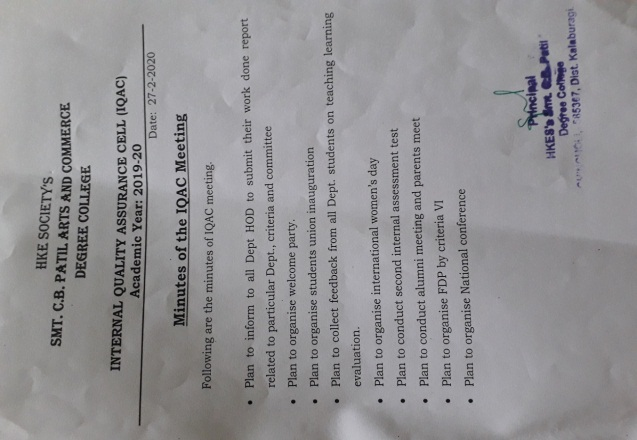 HKE SOCIETY'S
SMT. C.B. PATIL ARTS AND COMMERCE
DEGREE COLLEGE
INTERNAL QUALITY ASSURANCE CELL (IQAC)
Academic Year: 2019-20
Date: 27-2-2020
Minutes of the IQAC Meeting
Following are the minutes of IQAC meeting.
• Plan to inform to all Dept HOD to submit their work done report
related to particular Dept., criteria and committee
• Plan to organise welcome party.
• Plan to organise students union inauguration
• Plan to collect feedback from all Dept. students on teaching learning
evaluation.
• Plan to organise international women's day
• Plan to conduct second internal assessment test
• Plan to conduct alumni meeting and parents meet
• Plan to organise FDP by criteria VI
• Plan to organise National conference
Principal
HKES's Smt. C.B. Patil
Degree College
585367, Dist. Kalaburagi